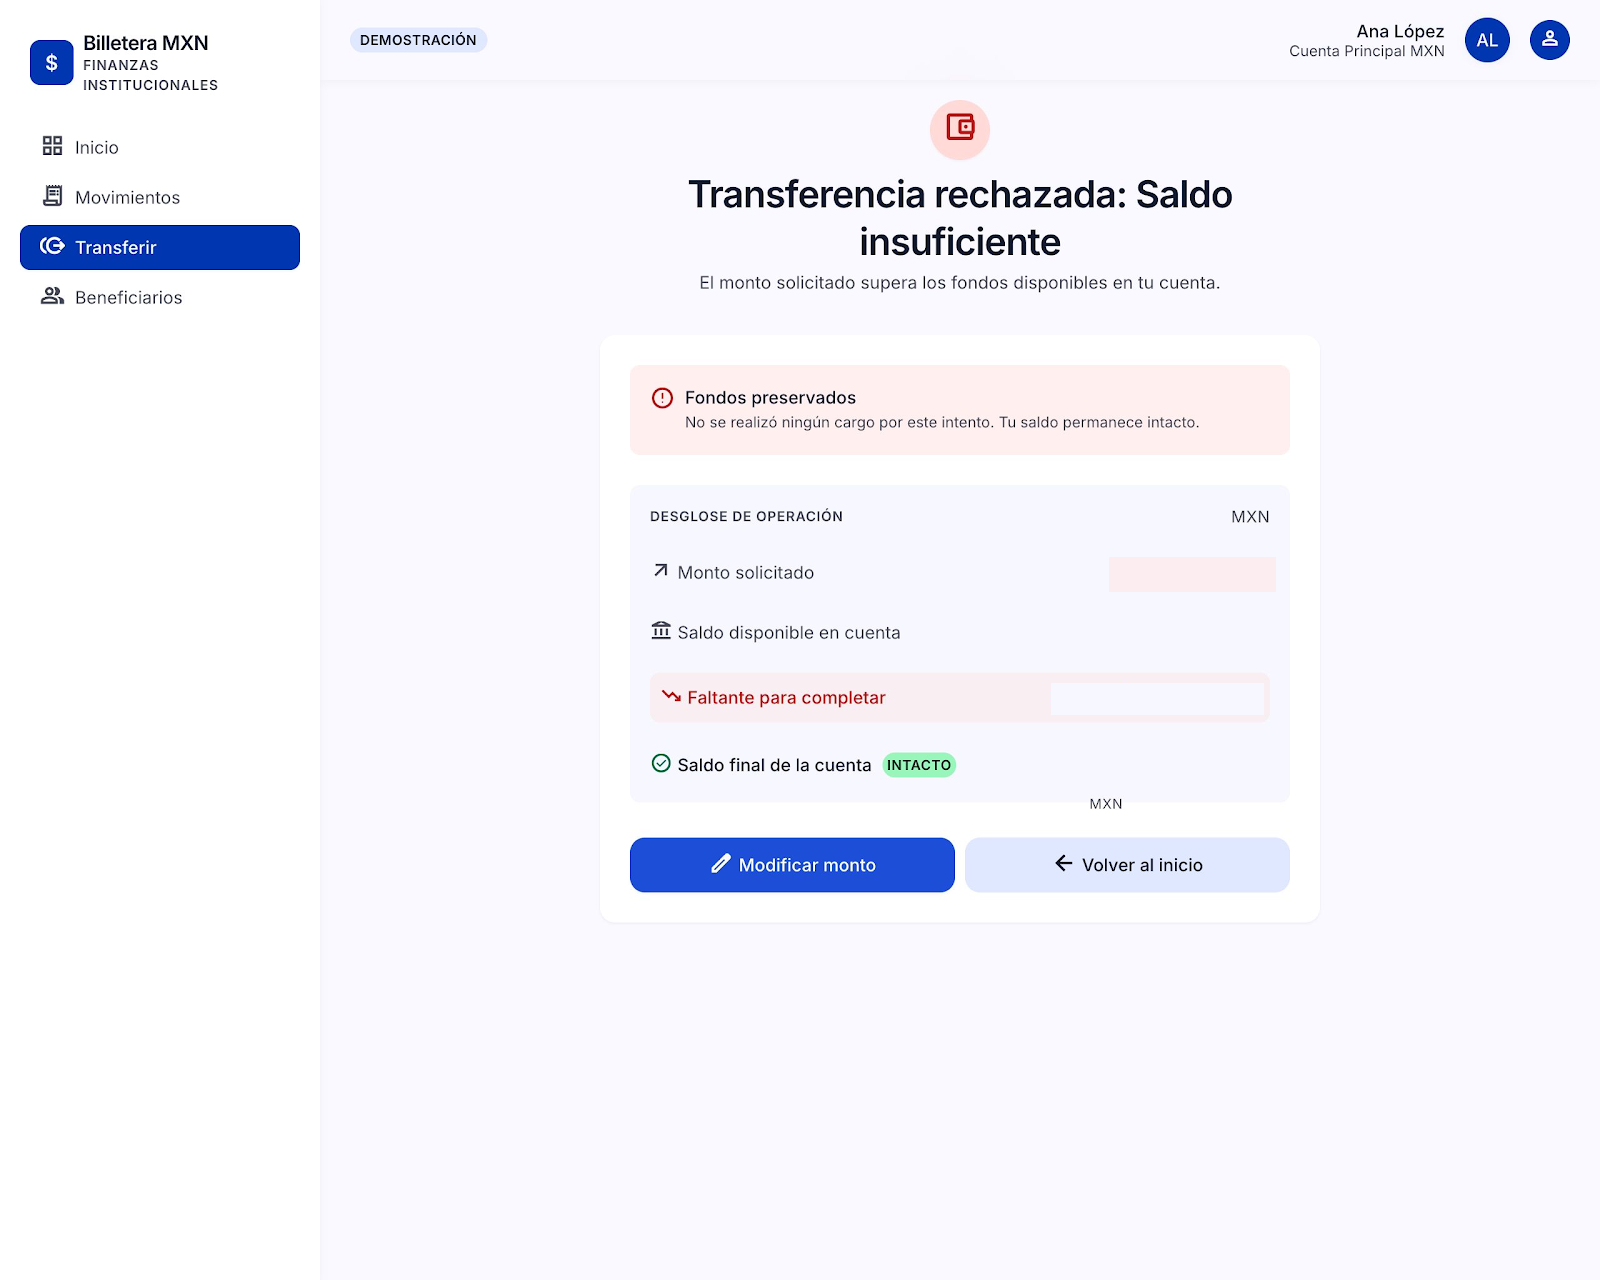 $
Billetera MXN
FINANZAS
INSTITUCIONALES
Inicio
Movimientos
Transferir
Beneficiarios
DEMOSTRACIÓN
Ana López
Cuenta Principal MXN
AL
Transferencia rechazada: Saldo
insuficiente
El monto solicitado supera los fondos disponibles en tu cuenta.
Fondos preservados
No se realizó ningún cargo por este intento. Tu saldo permanece intacto.
DESGLOSE DE OPERACIÓN MXN
Monto solicitado
Saldo disponible en cuenta
Faltante para completar
Saldo final de la cuenta INTACTO
MXN
Modificar monto
Volver al inicio